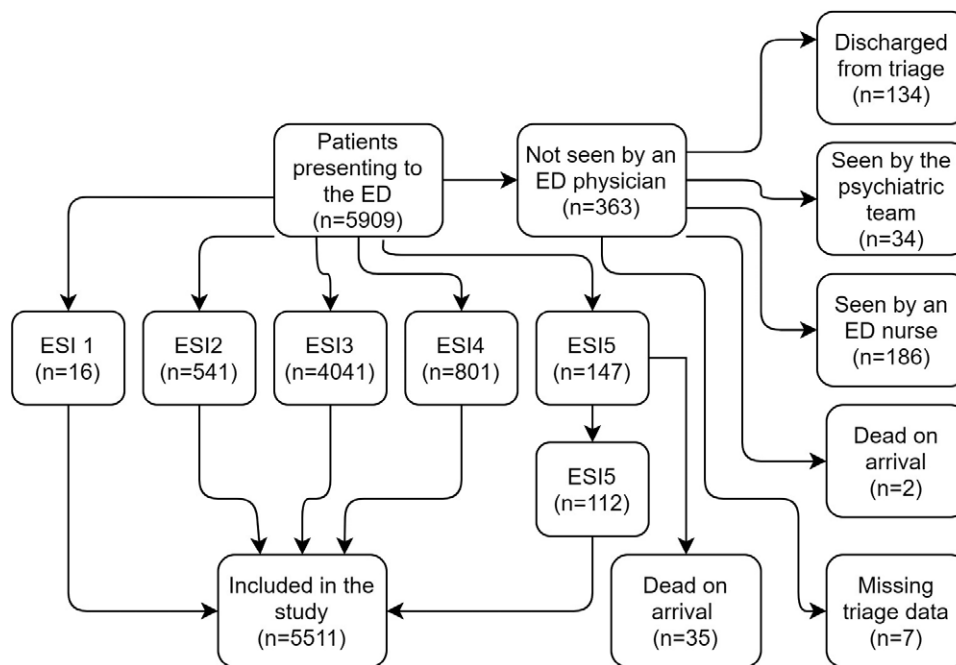 Discharged
from triage
(n=134)
Patients
presenting to
the ED
(n=5909)
Not seen by an
ED physician
(n=363)
Seen by the
psychiatric
team
(n=34)
Seen by an
ED nurse
(n=186)
ESI 1
(n=16)
ESI2
(n=541)
ESI3
(n=4041)
ESI4
(n=801)
ESI5
(n=147)
Dead on
arrival
(n=2)
ESI5
(n=112)
Included in the
study
(n=5511)
Dead on
arrival
(n=35)
Missing
triage data
(n=7)